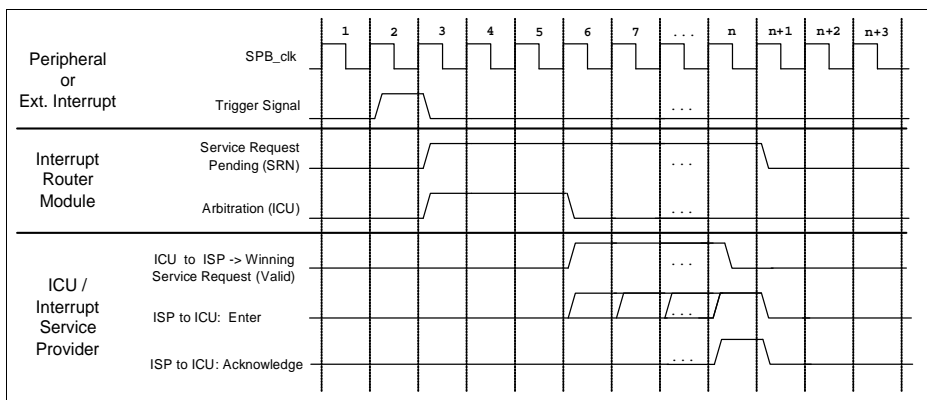 1 2 3 4 5 6 7 ... n n+1 n+2 n+3
Peripheral
or
Ext. Interrupt
SPB_clk
Trigger Signal
...
Interrupt
Router
Module
Service Request
Pending (SRN)
...
Arbitration (ICU)
...
ICU /
Interrupt
Service
Provider
ICU to ISP -> Winning
Service Request (Valid)
...
ISP to ICU: Enter
...
ISP to ICU: Acknowledge
...